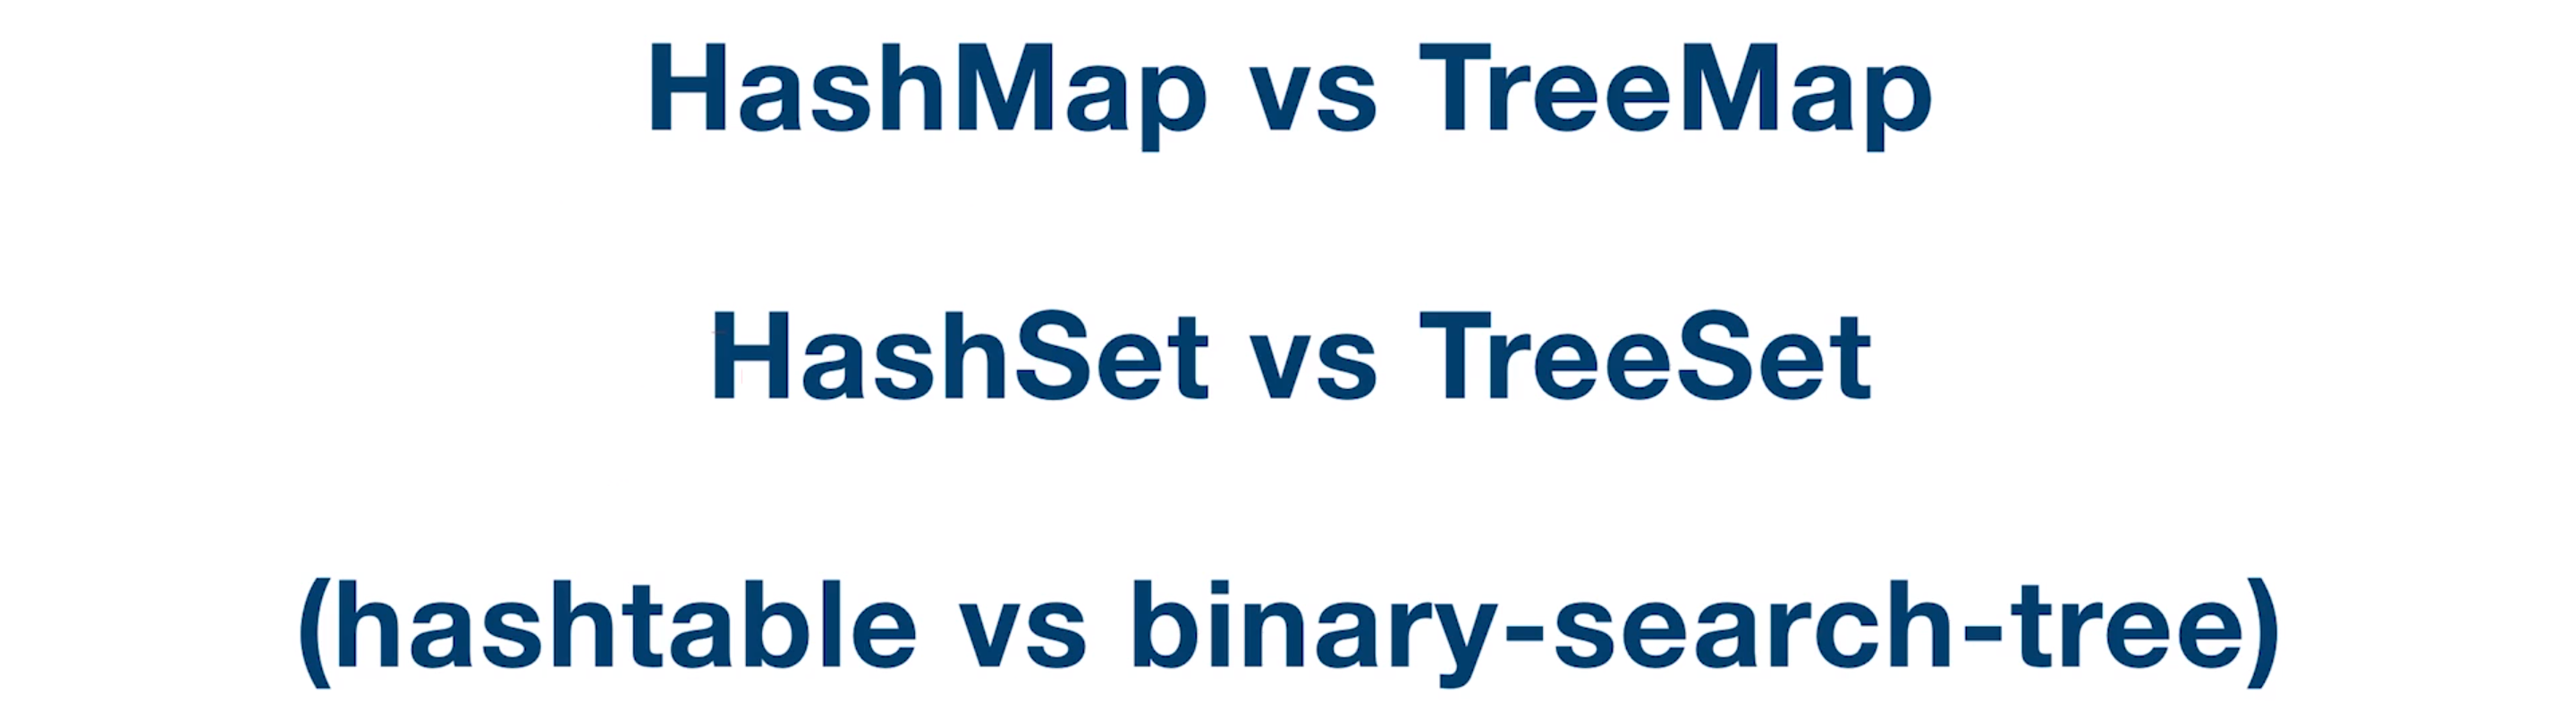 HashMap vs TreeMap
HashSet vs TreeSet
(hashtable vs binary-search-tree)